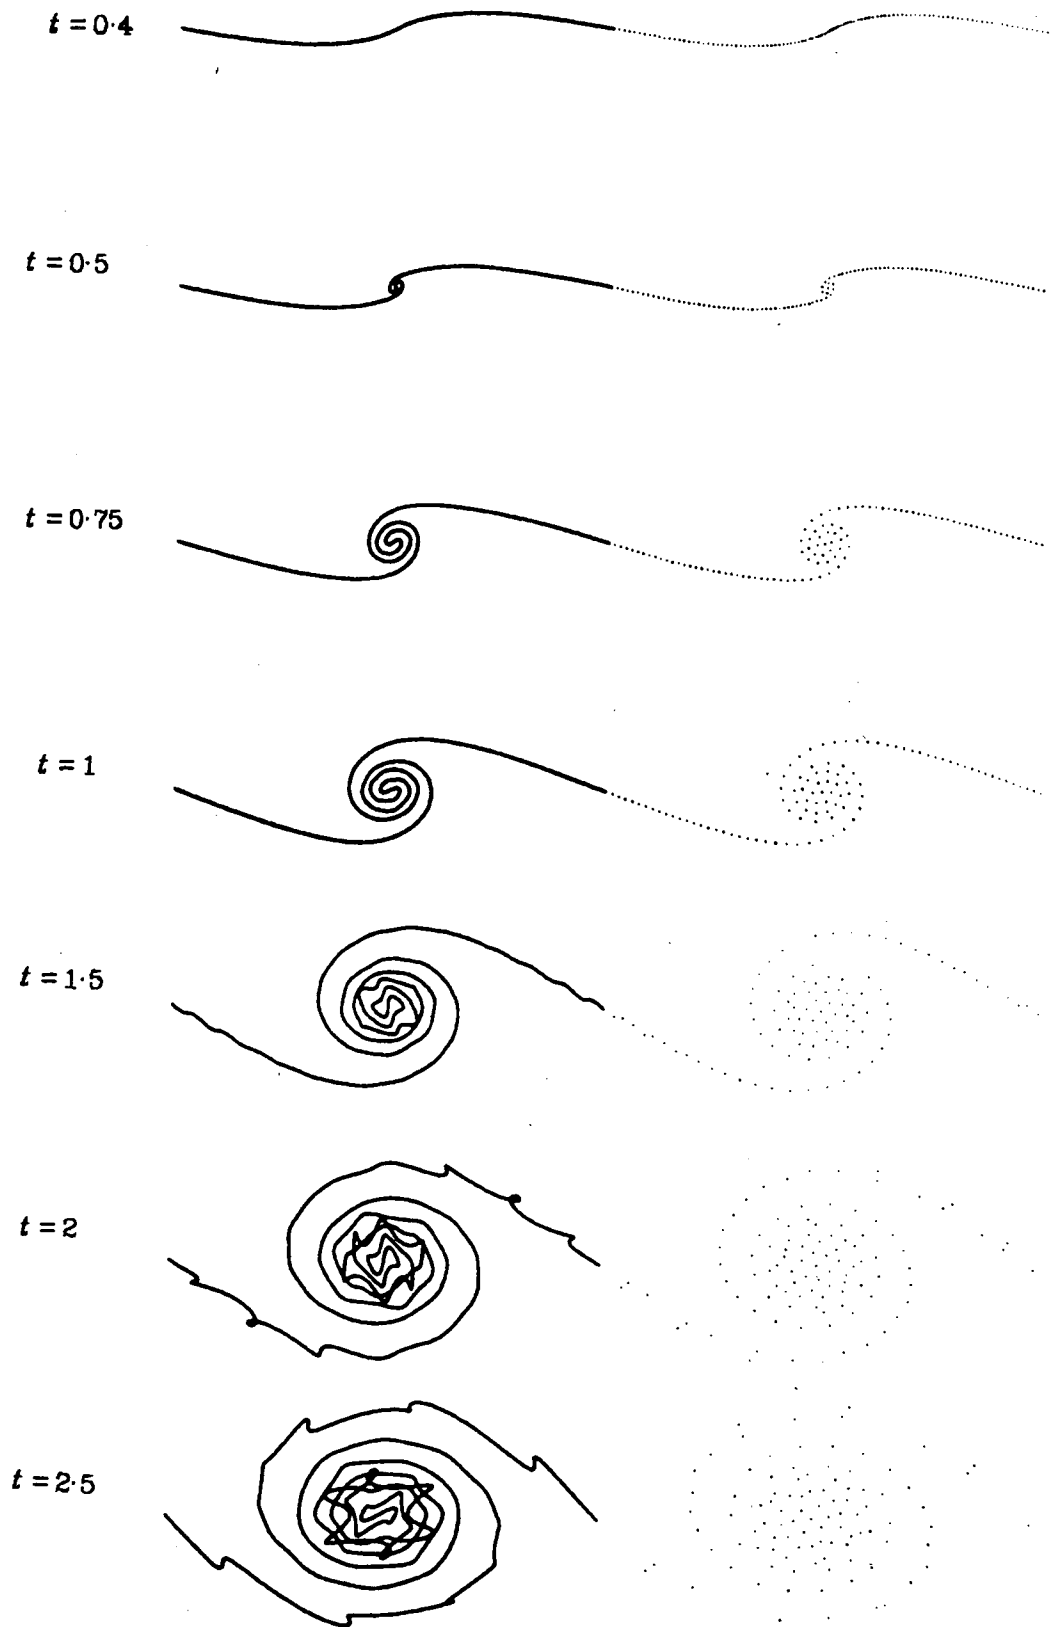 t = 0·4
t = 0·5
t = 0·75
t = 1
t = 1·5
t = 2
t = 2·5